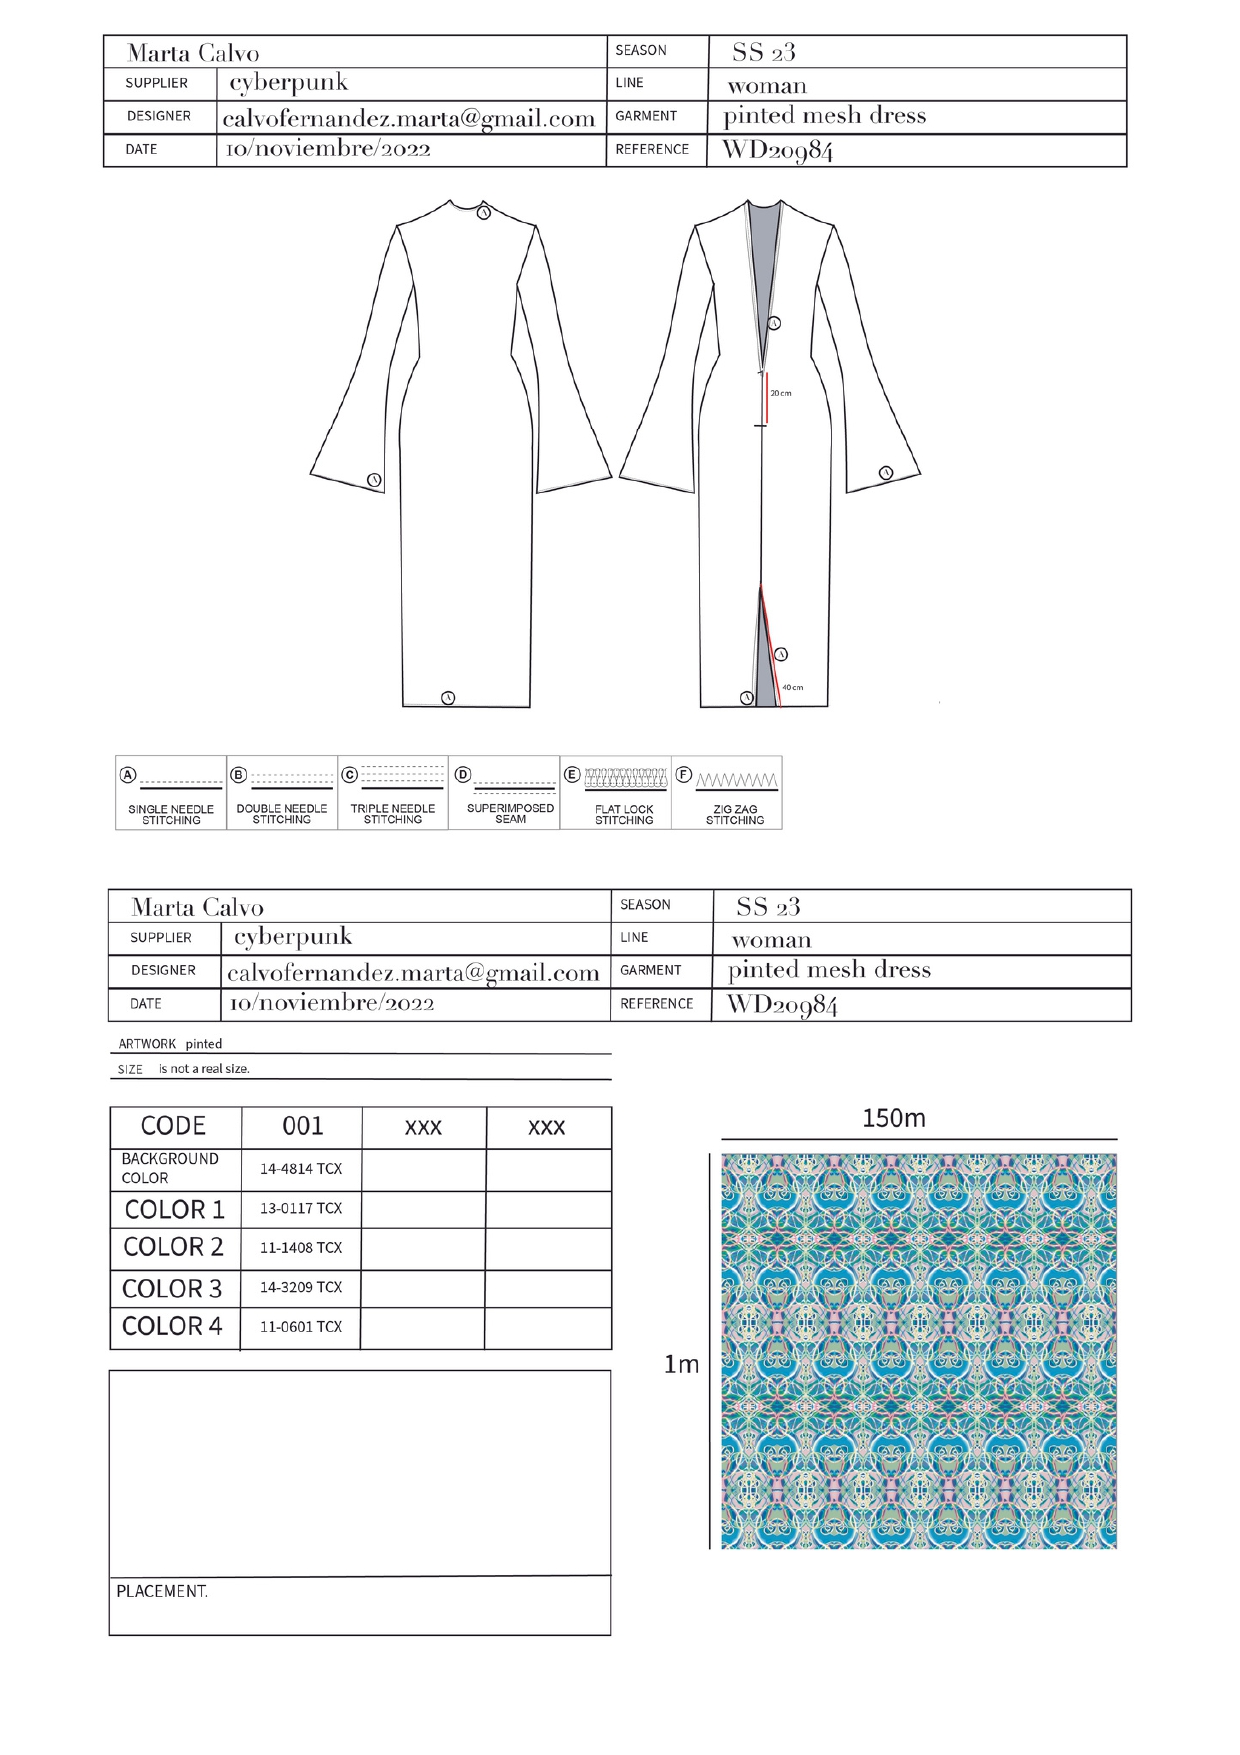 Marta Calvo SEASON SS 23
SUPPLIER cyberpunk LINE woman
DESIGNER calvofernandez.marta@gmail.com GARMENT pinted mesh dress
DATE 10/noviembre/2022 REFERENCE WD20984
A
A
20 cm
A
A
A
40 cm
A
A
A B C D E F
SINGLE NEEDLE STITCHING
DOUBLE NEEDLE STITCHING
TRIPLE NEEDLE STITCHING
SUPERIMPOSED SEAM
FLAT LOCK STITCHING
ZIG ZAG STITCHING
Marta Calvo SEASON SS 23
SUPPLIER cyberpunk LINE woman
DESIGNER calvofernandez.marta@gmail.com GARMENT pinted mesh dress
DATE 10/noviembre/2022 REFERENCE WD20984
ARTWORK pinted
SIZE is not a real size.
CODE 001 xxx xxx
BACKGROUND COLOR 14-4814 TCX
COLOR 1 13-0117 TCX
COLOR 2 11-1408 TCX
COLOR 3 14-3209 TCX
COLOR 4 11-0601 TCX
150m
1m
PLACEMENT.